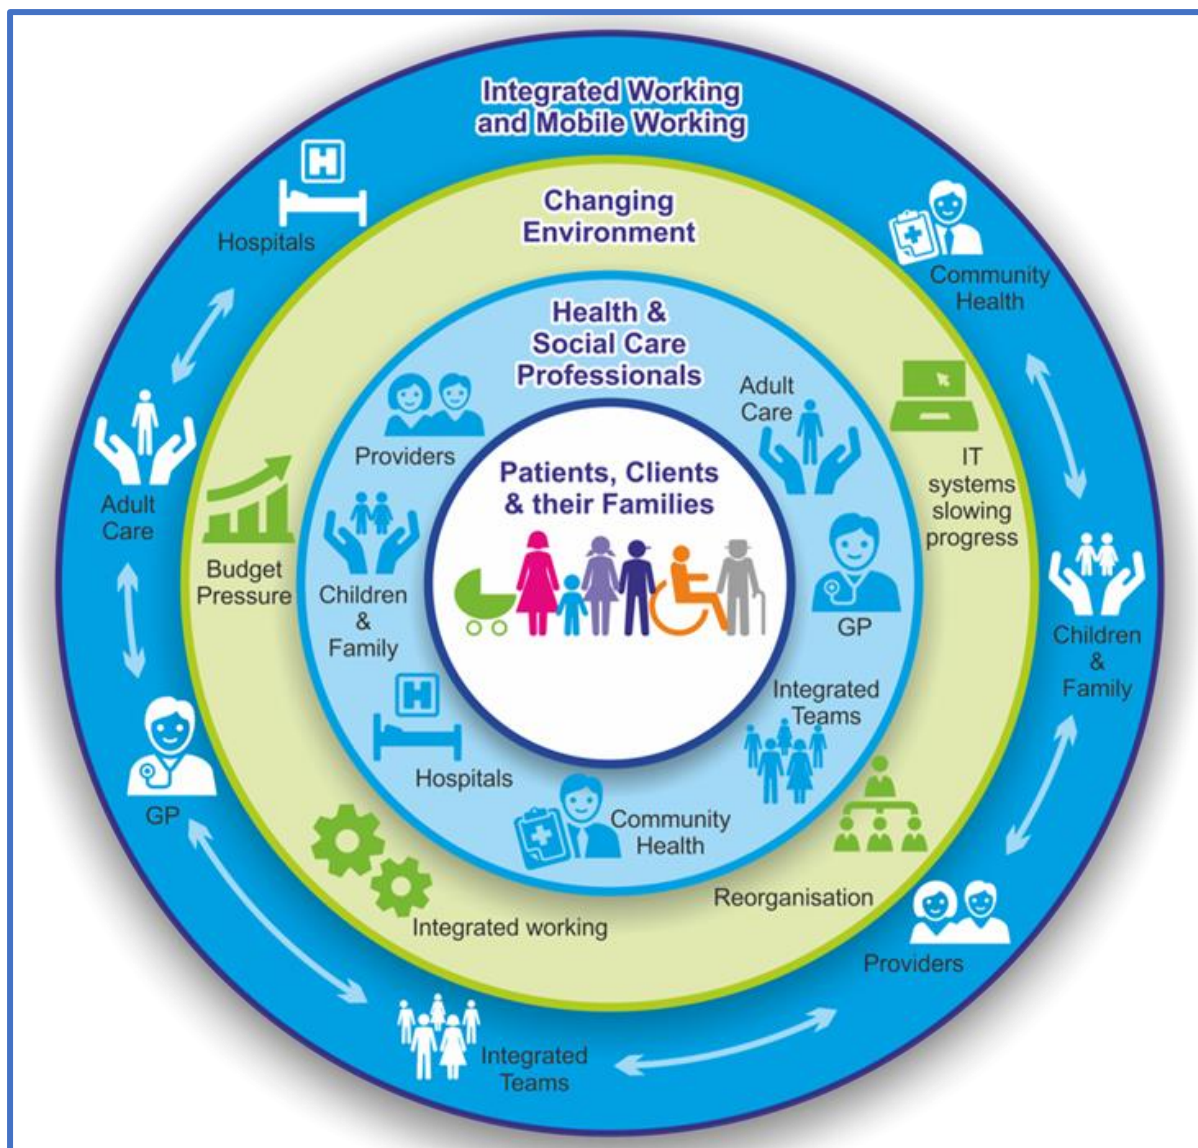 Integrated Working
and Mobile Working
H
Hospitals
Community
Health
Adult
Care
Children
&
Family
GP
Providers
Integrated
Teams
Changing
Environment
IT
systems
slowing
progress
Budget
Pressure
Reorganisation
Integrated working
Health &
Social Care
Professionals
Adult
Care
Providers
Children
&
Family
GP
H
Hospitals
Integrated
Teams
Community
Health
Patients, Clients
& their Families